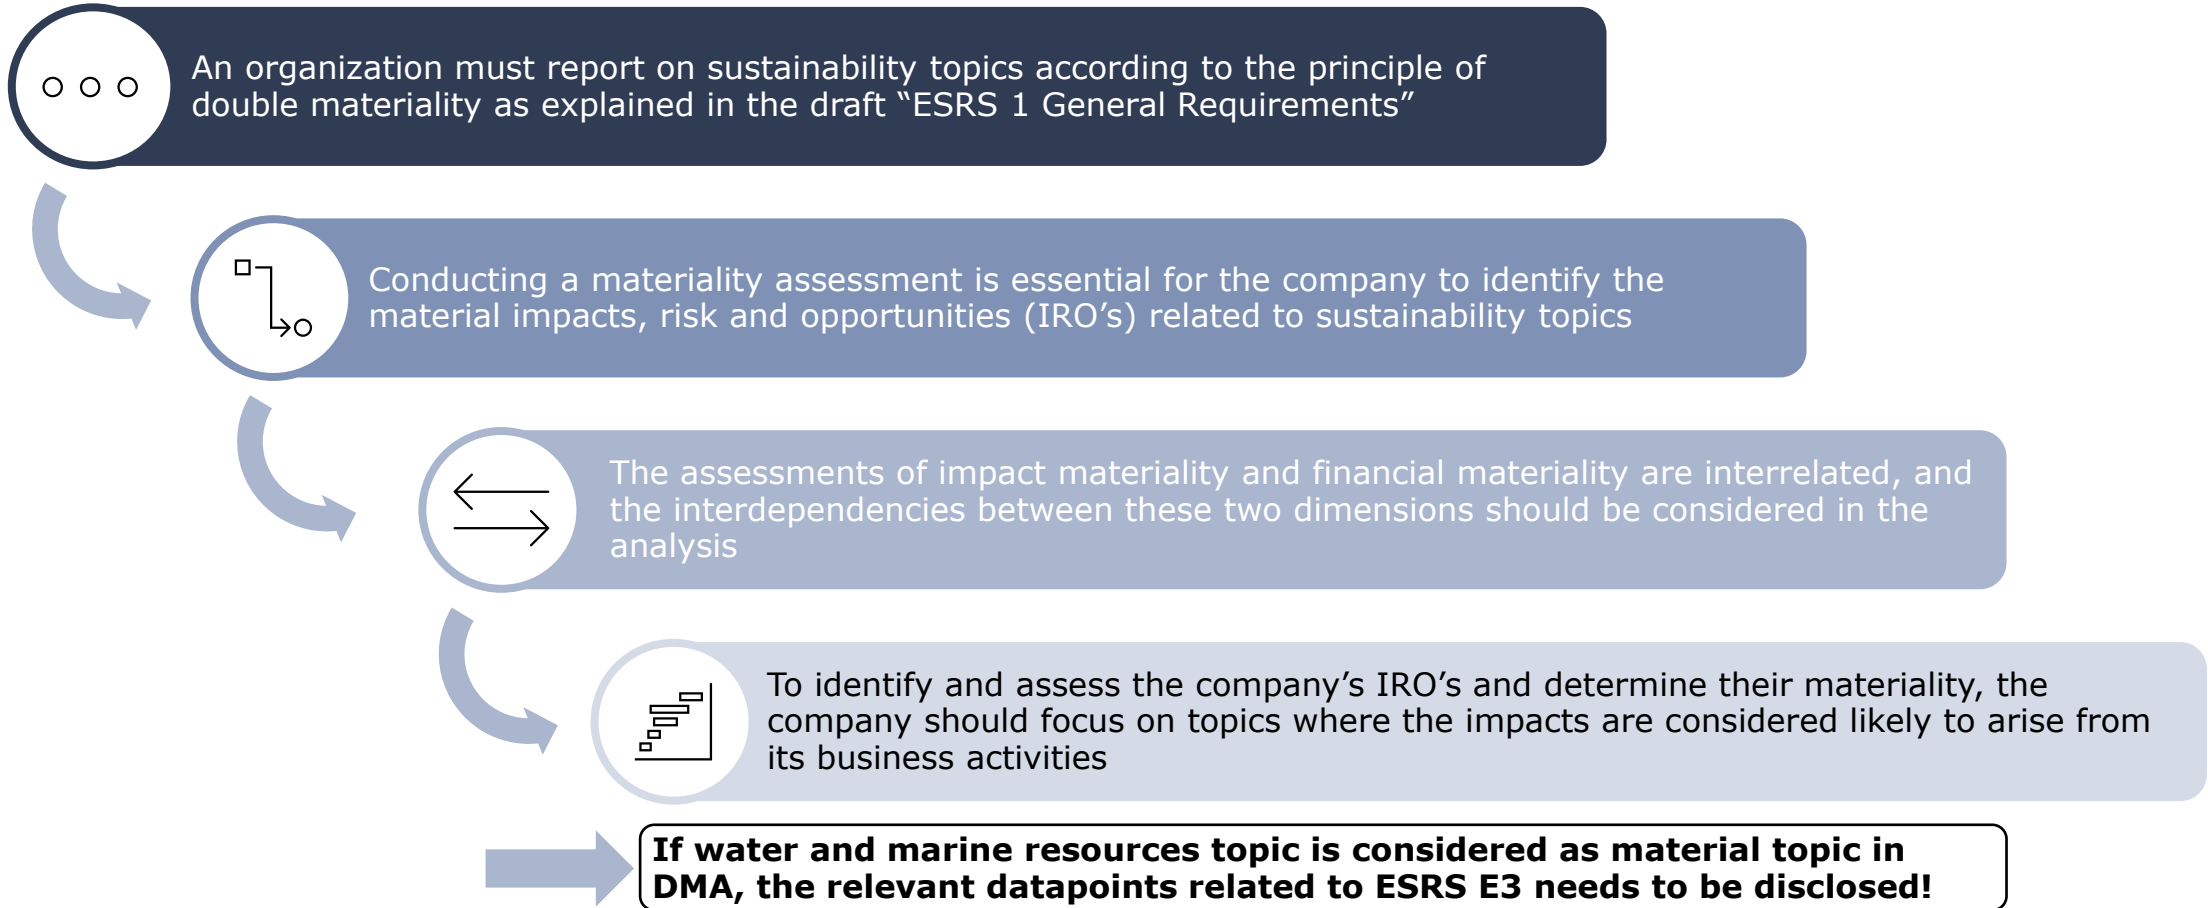 An organization must report on sustainability topics according to the principle of
double materiality as explained in the draft “ESRS 1 General Requirements”
Conducting a materiality assessment is essential for the company to identify the
material impacts, risk and opportunities (IRO’s) related to sustainability topics
The assessments of impact materiality and financial materiality are interrelated, and
the interdependencies between these two dimensions should be considered in the
analysis
To identify and assess the company’s IRO’s and determine their materiality, the
company should focus on topics where the impacts are considered likely to arise from
its business activities
If water and marine resources topic is considered as material topic in
DMA, the relevant datapoints related to ESRS E3 needs to be disclosed!